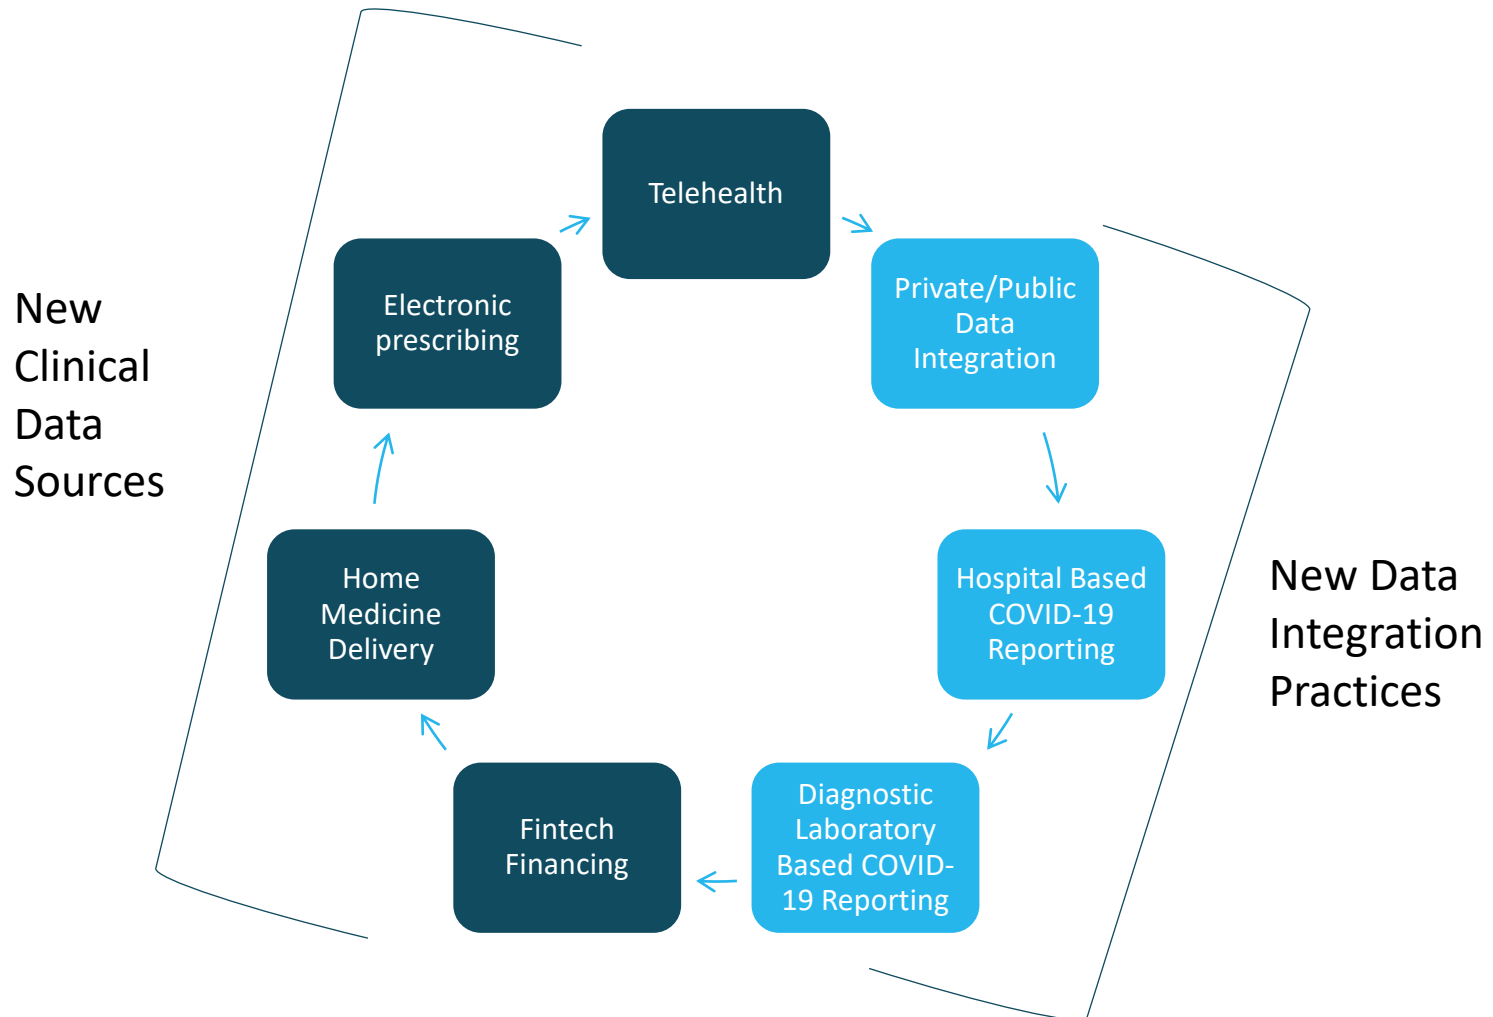 Telehealth
Private/Public
Data
Integration
Hospital Based
COVID-19
Reporting
Diagnostic
Laboratory
Based COVID-
19 Reporting
Fintech
Financing
Home
Medicine
Delivery
Electronic
prescribing
New
Clinical
Data
Sources
New Data
Integration
Practices